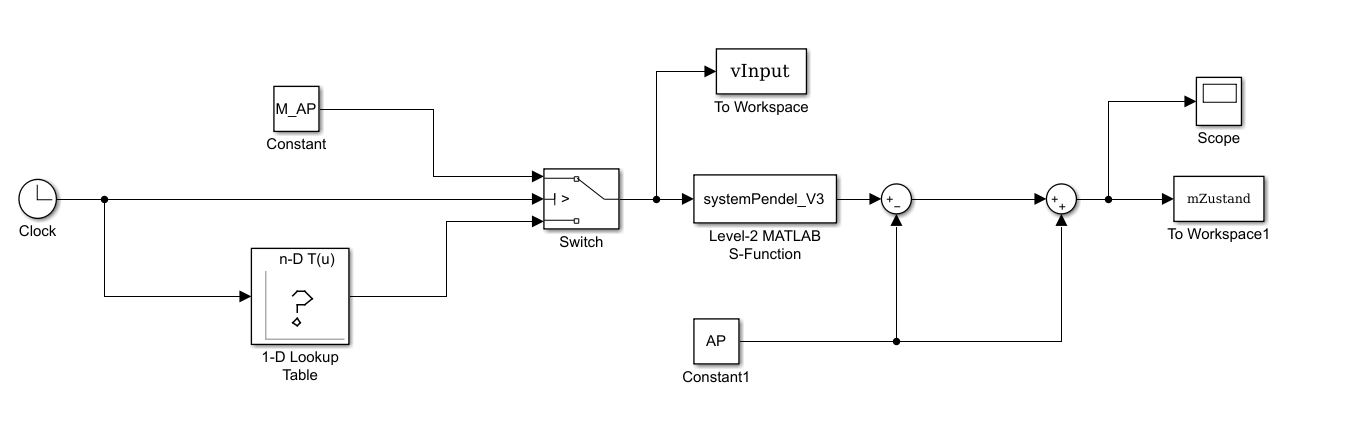 vInput
To Workspace
M_AP
Constant
Scope
Clock
>
Switch
systemPendel_V3
Level-2 MATLAB
S-Function
+
−
+
+
mZustand
To Workspace1
n-D T(u)
?
1-D Lookup
Table
AP
Constant1